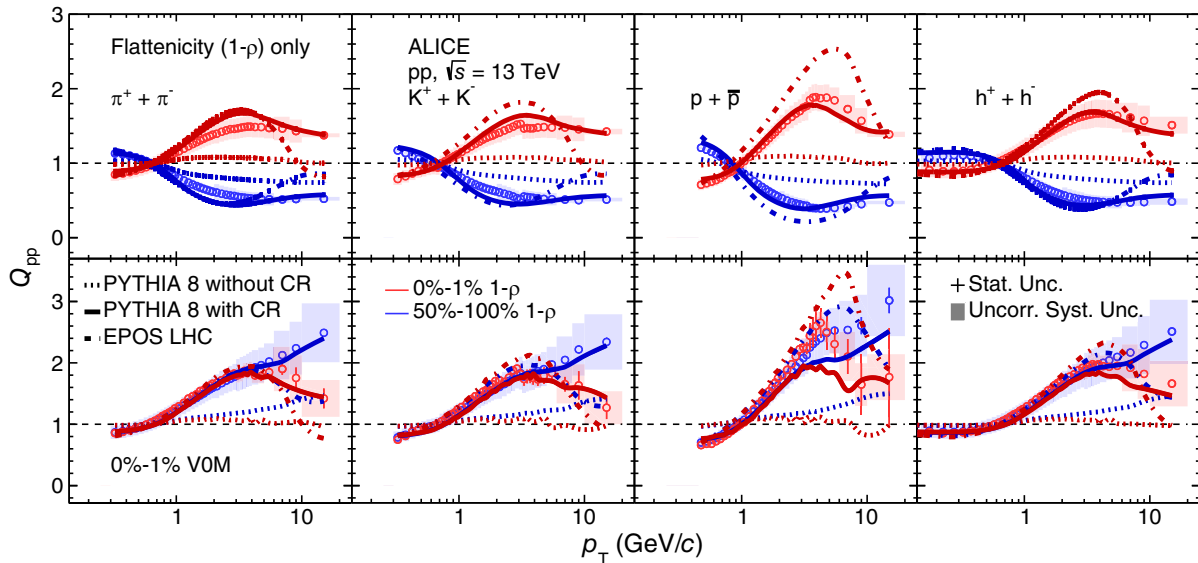 Flattenicity (1-ρ) only
π⁺ + π⁻
ALICE
pp, √s = 13 TeV
K⁺ + K⁻
p + p̅
h⁺ + h⁻
3
2
1
0
Q_pp
PYTHIA 8 without CR
PYTHIA 8 with CR
EPOS LHC
0%-1% 1-ρ
50%-100% 1-ρ
Stat. Unc.
Uncorr. Syst. Unc.
3
2
1
0
0%-1% V0M
1 10 1 10 1 10 1 10
p_T (GeV/c)